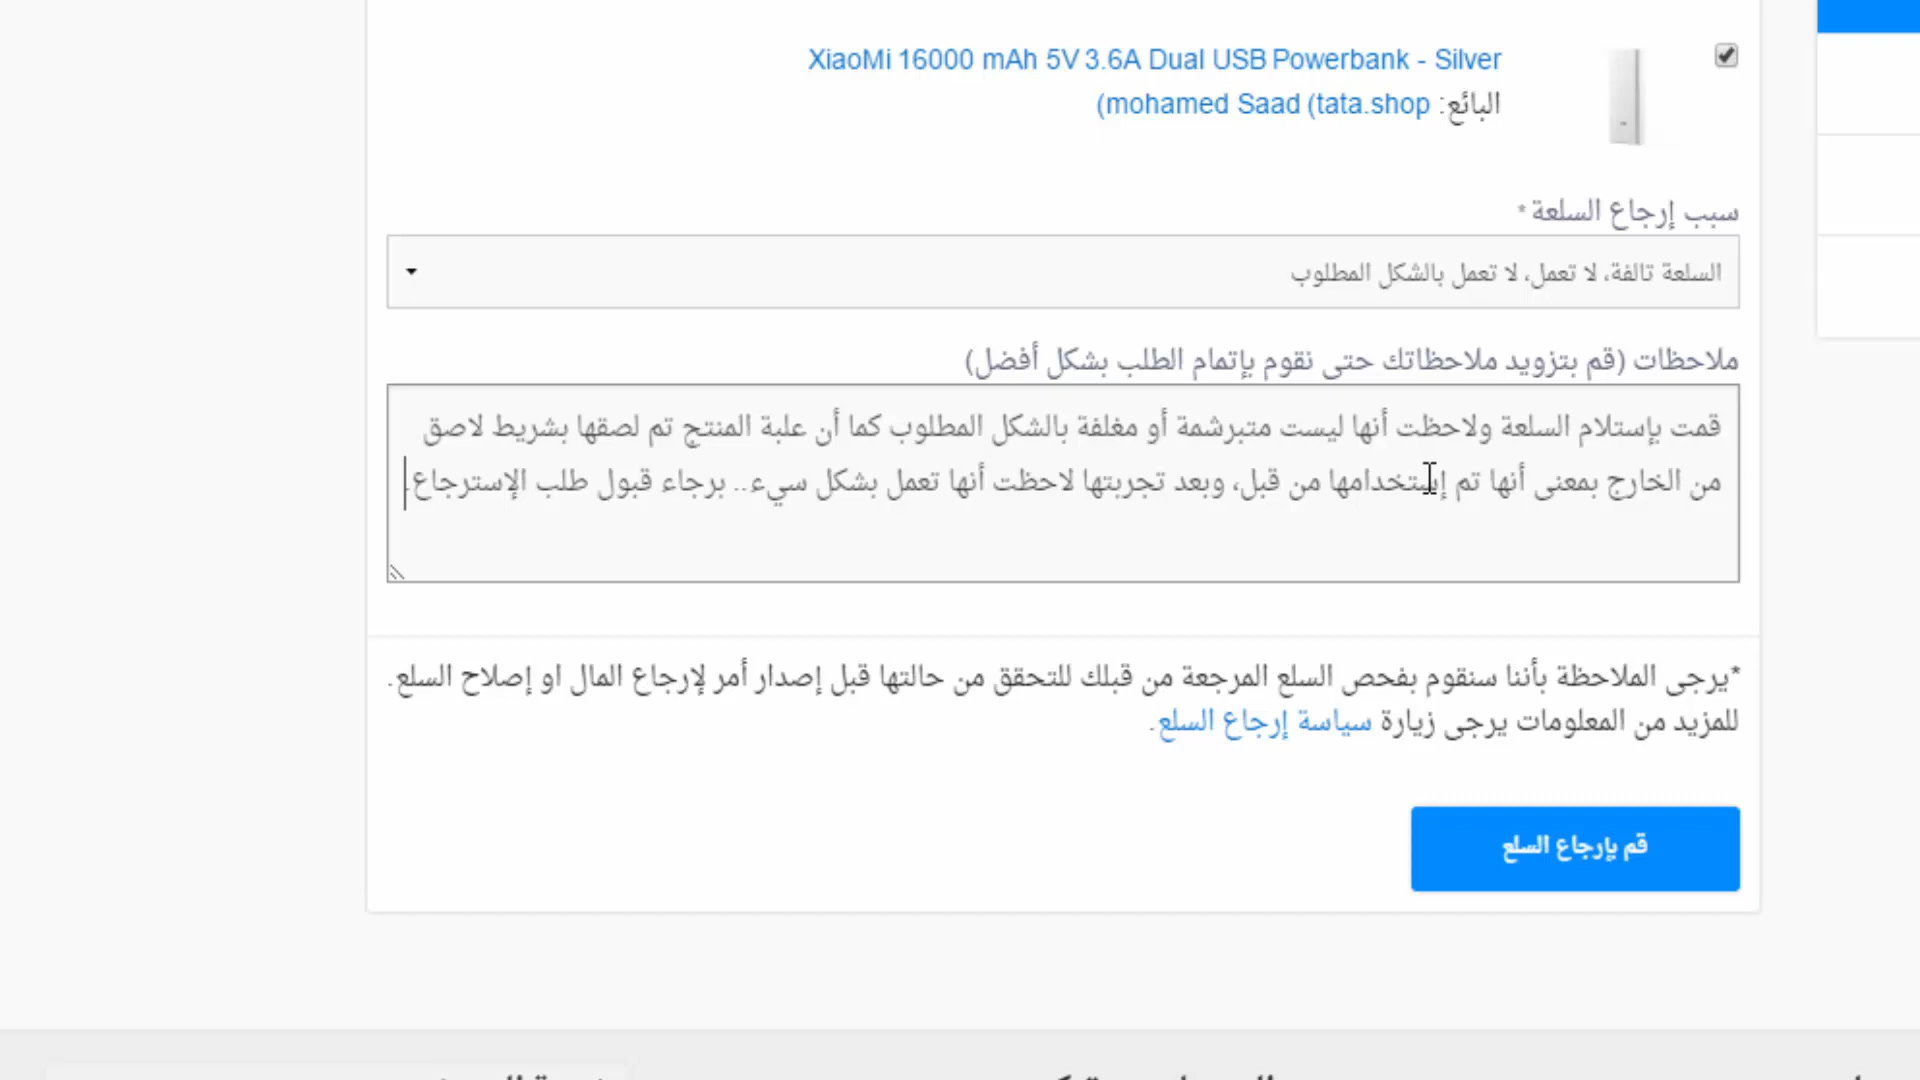 XiaoMi 16000 mAh 5V 3.6A Dual USB Powerbank - Silver
البائع: mohamed Saad (tata.shop)
سبب إرجاع السلعة *
السلعة تالفة، لا تعمل، لا تعمل بالشكل المطلوب
ملاحظات (قم بتزويد ملاحظاتك حتى نقوم بإتمام الطلب بشكل أفضل)
قمت بإستلام السلعة ولاحظت أنها ليست متبرشمة أو مغلفة بالشكل المطلوب كما أن علبة المنتج تم لصقها بشريط لاصق
من الخارج بمعنى أنها تم إستخدامها من قبل، وبعد تجربتها لاحظت أنها تعمل بشكل سيء.. برجاء قبول طلب الإسترجاع.
*يرجى الملاحظة بأننا سنقوم بفحص السلع المرجعة من قبلك للتحقق من حالتها قبل إصدار أمر لإرجاع المال او إصلاح السلع.
للمزيد من المعلومات يرجى زيارة سياسة إرجاع السلع.
قم بإرجاع السلع